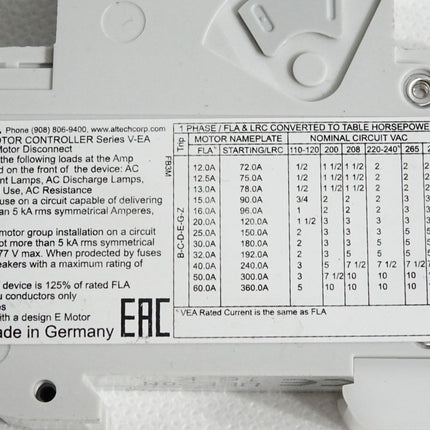 . Phone (908) 806-9400, www.altechcorp.com
OTOR CONTROLLER Series V-EA
Motor Disconnect
the following loads at the Amp
d on the front of the device: AC
ent Lamps, AC Discharge Lamps,
Use, AC Resistance
use on a circuit capable of delivering
an 5 kA rms symmetrical Amperes,
motor group installation on a circuit
ot more than 5 kA rms symmetrical
77 V max. When prodected by fuses
eakers with a maximum rating of
device is 125% of rated FLA
u conductors only
os
with a design E Motor
ade in Germany
EAC
FB3M
1 PHASE / FLA & LRC CONVERTED TO TABLE HORSEPOWE
Trip MOTOR NAMEPLATE NOMINAL CIRCUIT VAC
FLA* STARTING/LRC 110-120 200 208 220-240* 265 2
B-C-D-E-G-Z
12.0A 72.0A 1/2 1 1/2 1 1/2 2 2
12.5A 75.0A 1/2 1 1/2 1 1/2 2 2
13.0A 78.0A 1/2 1 1/2 1 1/2 2 2
15.0A 90.0A 3/4 2 2 2 2
16.0A 96.0A 1 2 2 2 3
20.0A 120.0A 1 1/2 3 3 3 3
25.0A 150.0A 2 3 3 3 5
30.0A 180.0A 2 3 3 5 5
32.0A 192.0A 2 3 3 5 5
40.0A 240.0A 3 5 5 7 1/2 7 1/2
50.0A 300.0A 3 7 1/2 10 10 10
60.0A 360.0A 5 10 10 10
*VEA Rated Current is the same as FLA